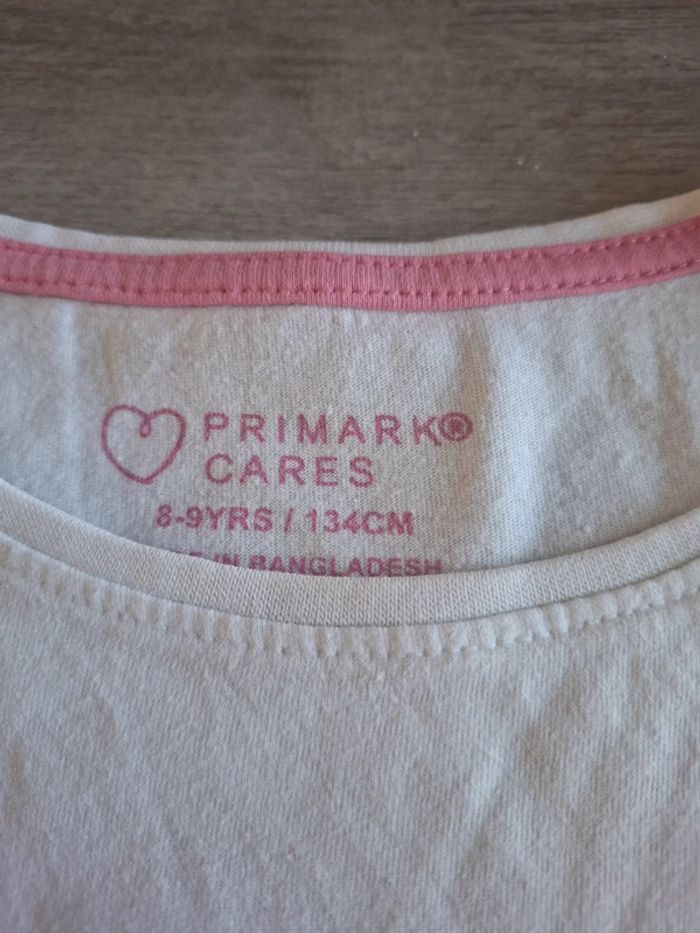 PRIMARK®
CARES
8-9YRS / 134CM
IN BANGLADESH